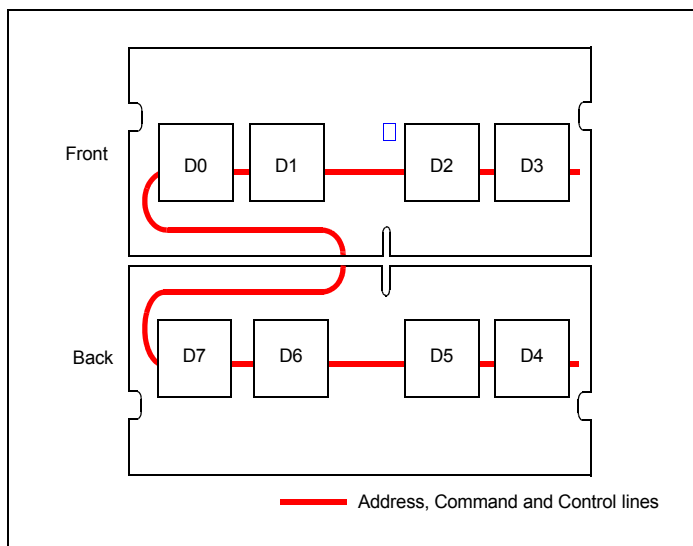 Front
D0 D1 D2 D3
Back
D7 D6 D5 D4
Address, Command and Control lines